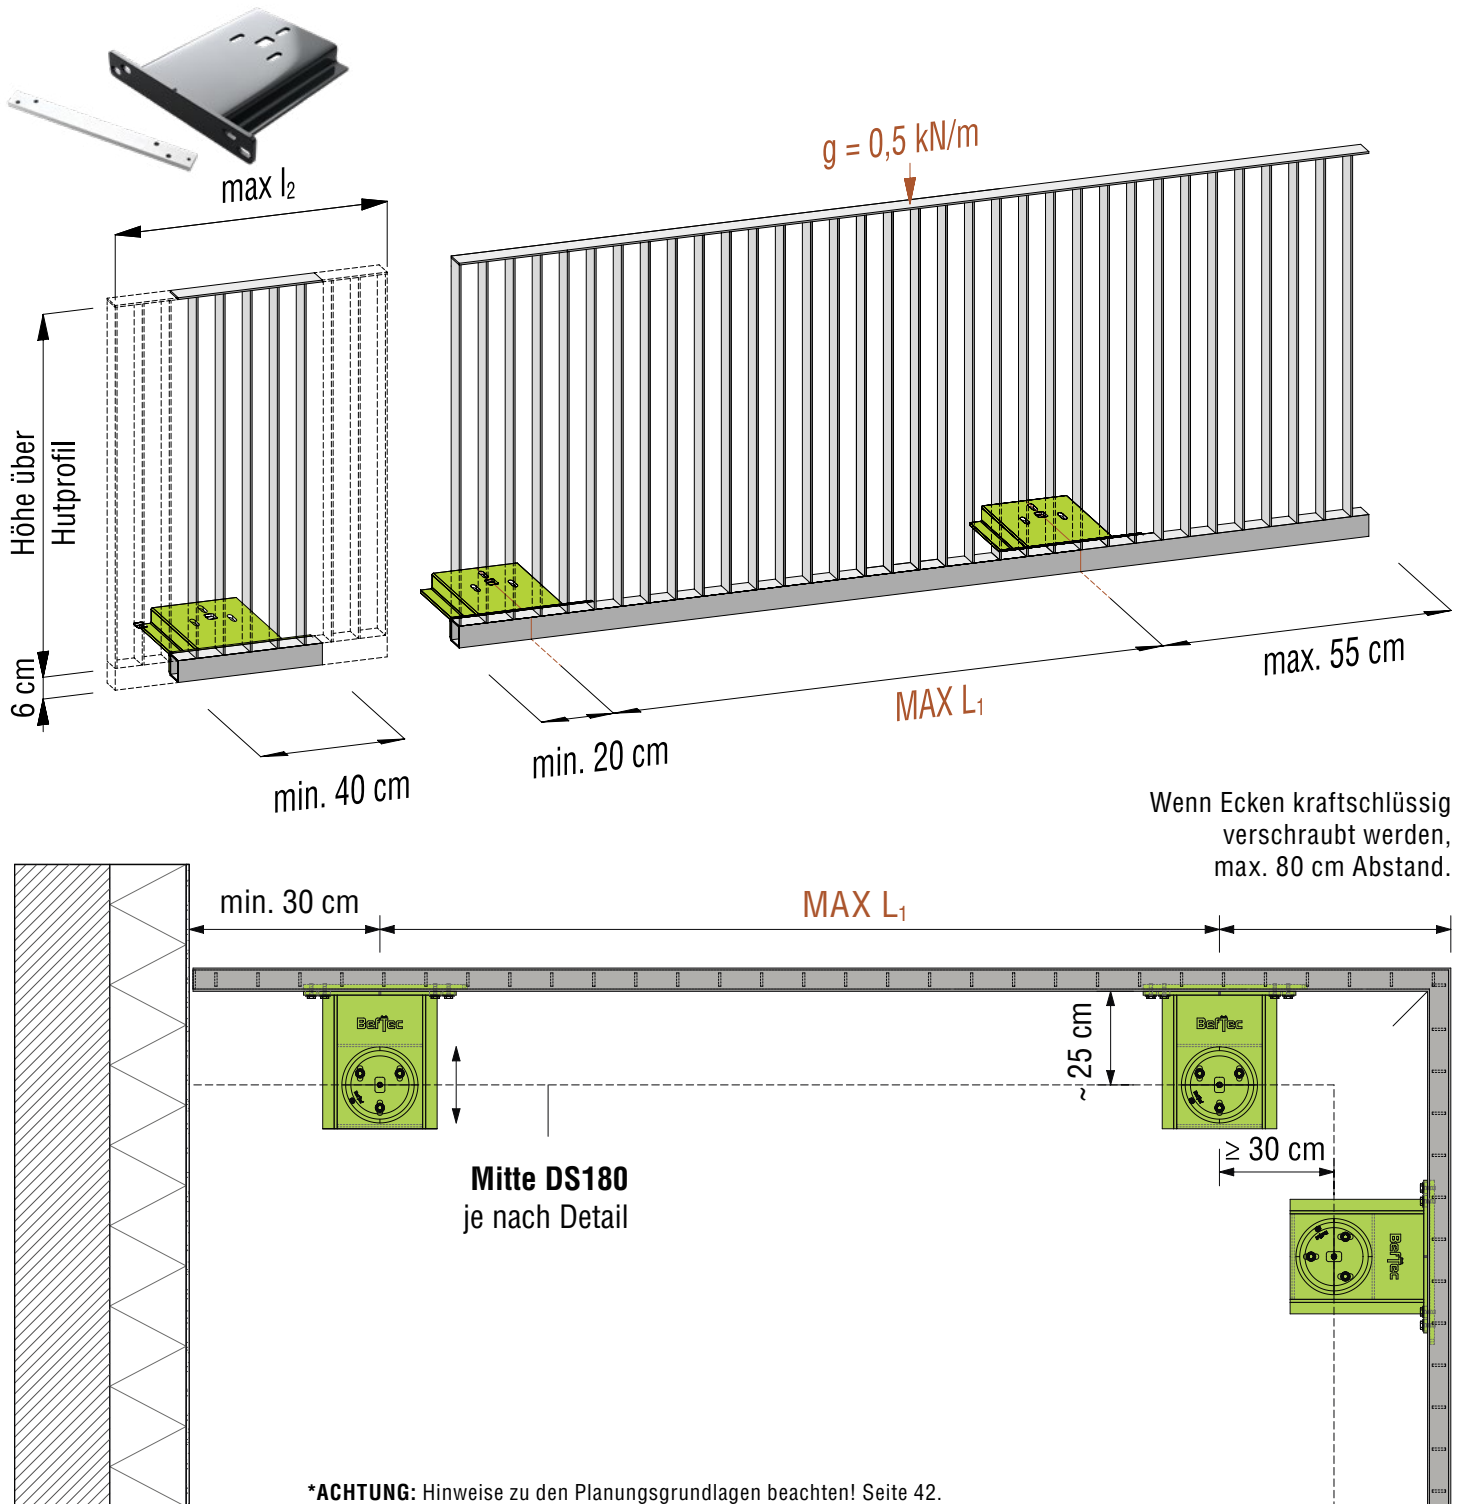 max l₂
g = 0,5 kN/m
Höhe über
Hutprofil
6 cm
min. 40 cm
min. 20 cm
MAX L₁
max. 55 cm
Wenn Ecken kraftschlüssig
verschraubt werden,
max. 80 cm Abstand.
min. 30 cm
MAX L₁
BefTec
BefTec
~ 25 cm
≥ 30 cm
Mitte DS180
je nach Detail
BefTec
*ACHTUNG: Hinweise zu den Planungsgrundlagen beachten! Seite 42.